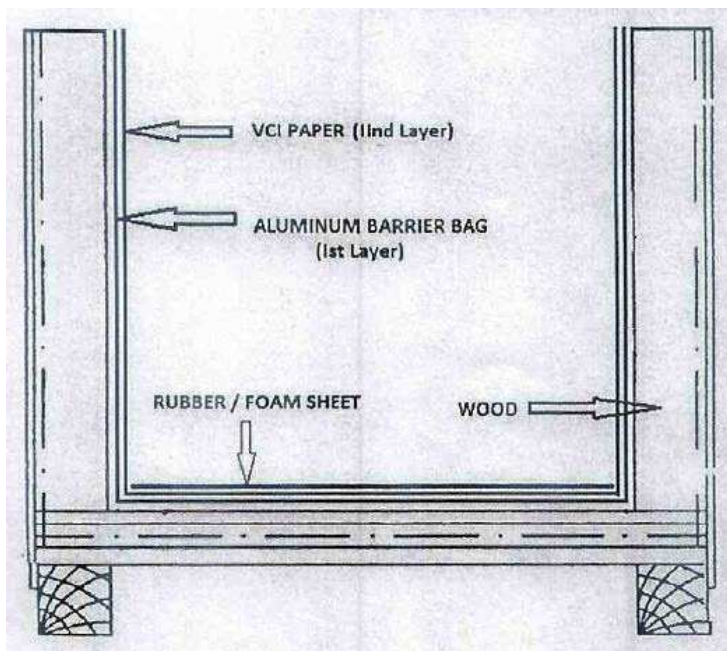 VCI PAPER (IInd Layer)
ALUMINUM BARRIER BAG
(Ist Layer)
RUBBER / FOAM SHEET
WOOD